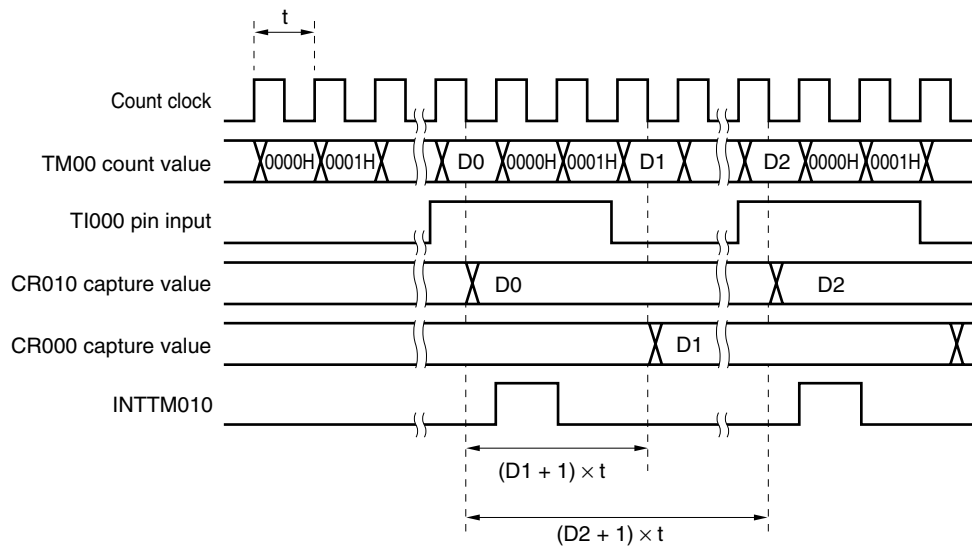 t
Count clock
TM00 count value 0000H 0001H D0 0000H 0001H D1 D2 0000H 0001H
TI000 pin input
CR010 capture value D0 D2
CR000 capture value D1
INTTM010
(D1 + 1) × t
(D2 + 1) × t